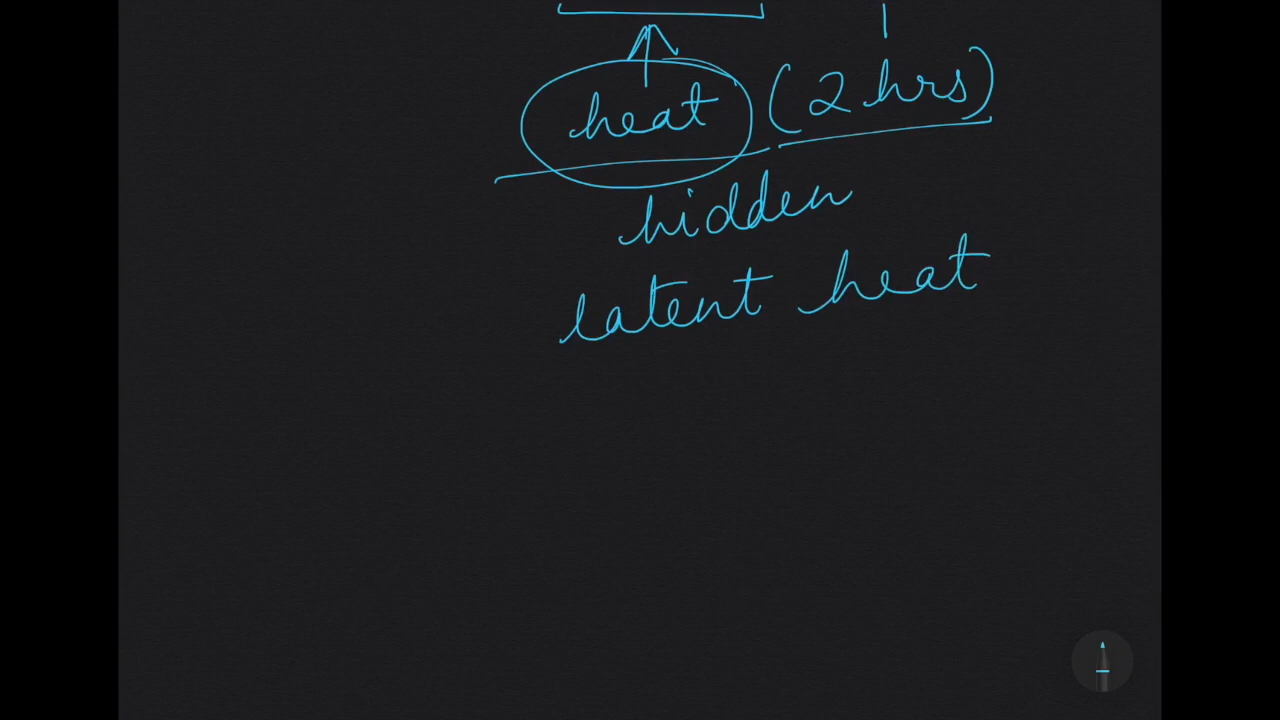 heat (2 hrs)
hidden
latent heat